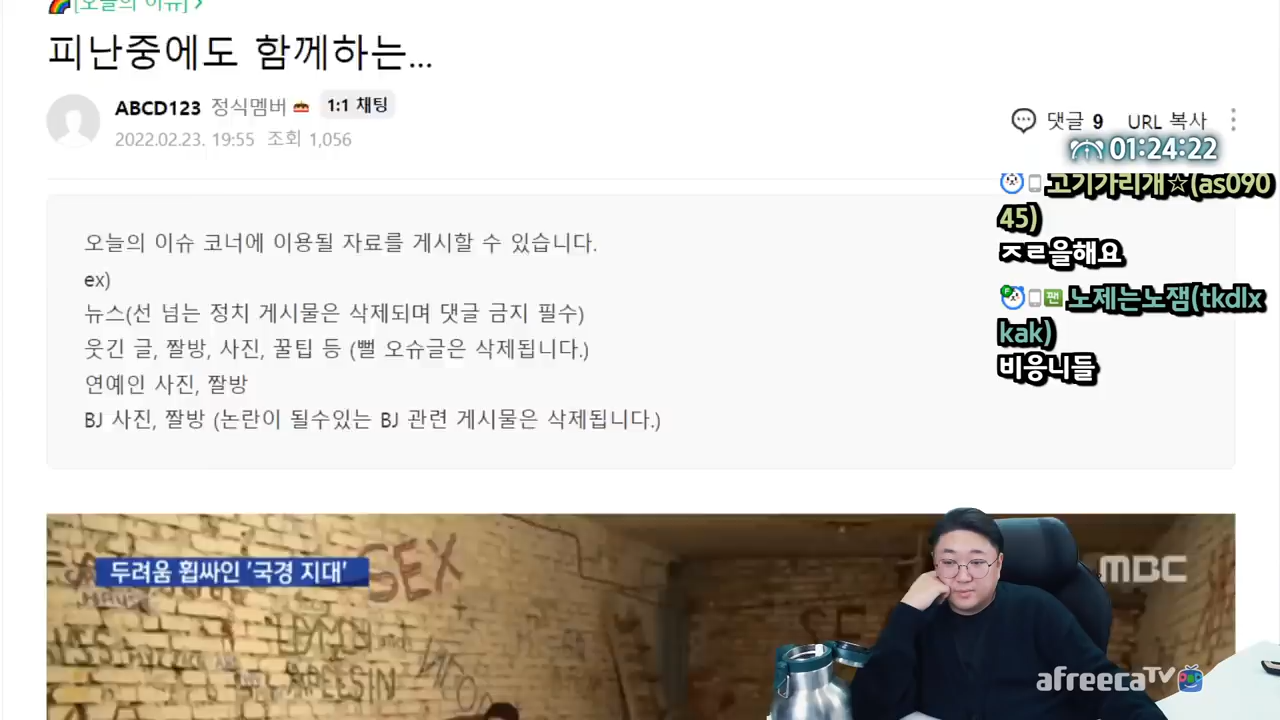 [오늘의 이슈] >
피난중에도 함께하는...
ABCD123 정식멤버 1:1 채팅
2022.02.23. 19:55 조회 1,056
댓글 9 URL 복사
01:24:22
고기가리개☆(as090
45)
ㅈㄹ을해요
F 팬 노제는노잼(tkdlx
kak)
비응니들
오늘의 이슈 코너에 이용될 자료를 게시할 수 있습니다.
ex)
뉴스(선 넘는 정치 게시물은 삭제되며 댓글 금지 필수)
웃긴 글, 짤방, 사진, 꿀팁 등 (뻘 오슈글은 삭제됩니다.)
연예인 사진, 짤방
BJ 사진, 짤방 (논란이 될수있는 BJ 관련 게시물은 삭제됩니다.)
두려움 휩싸인 '국경 지대'
SEX
MBC
SE
APELSIN
afreecaTV